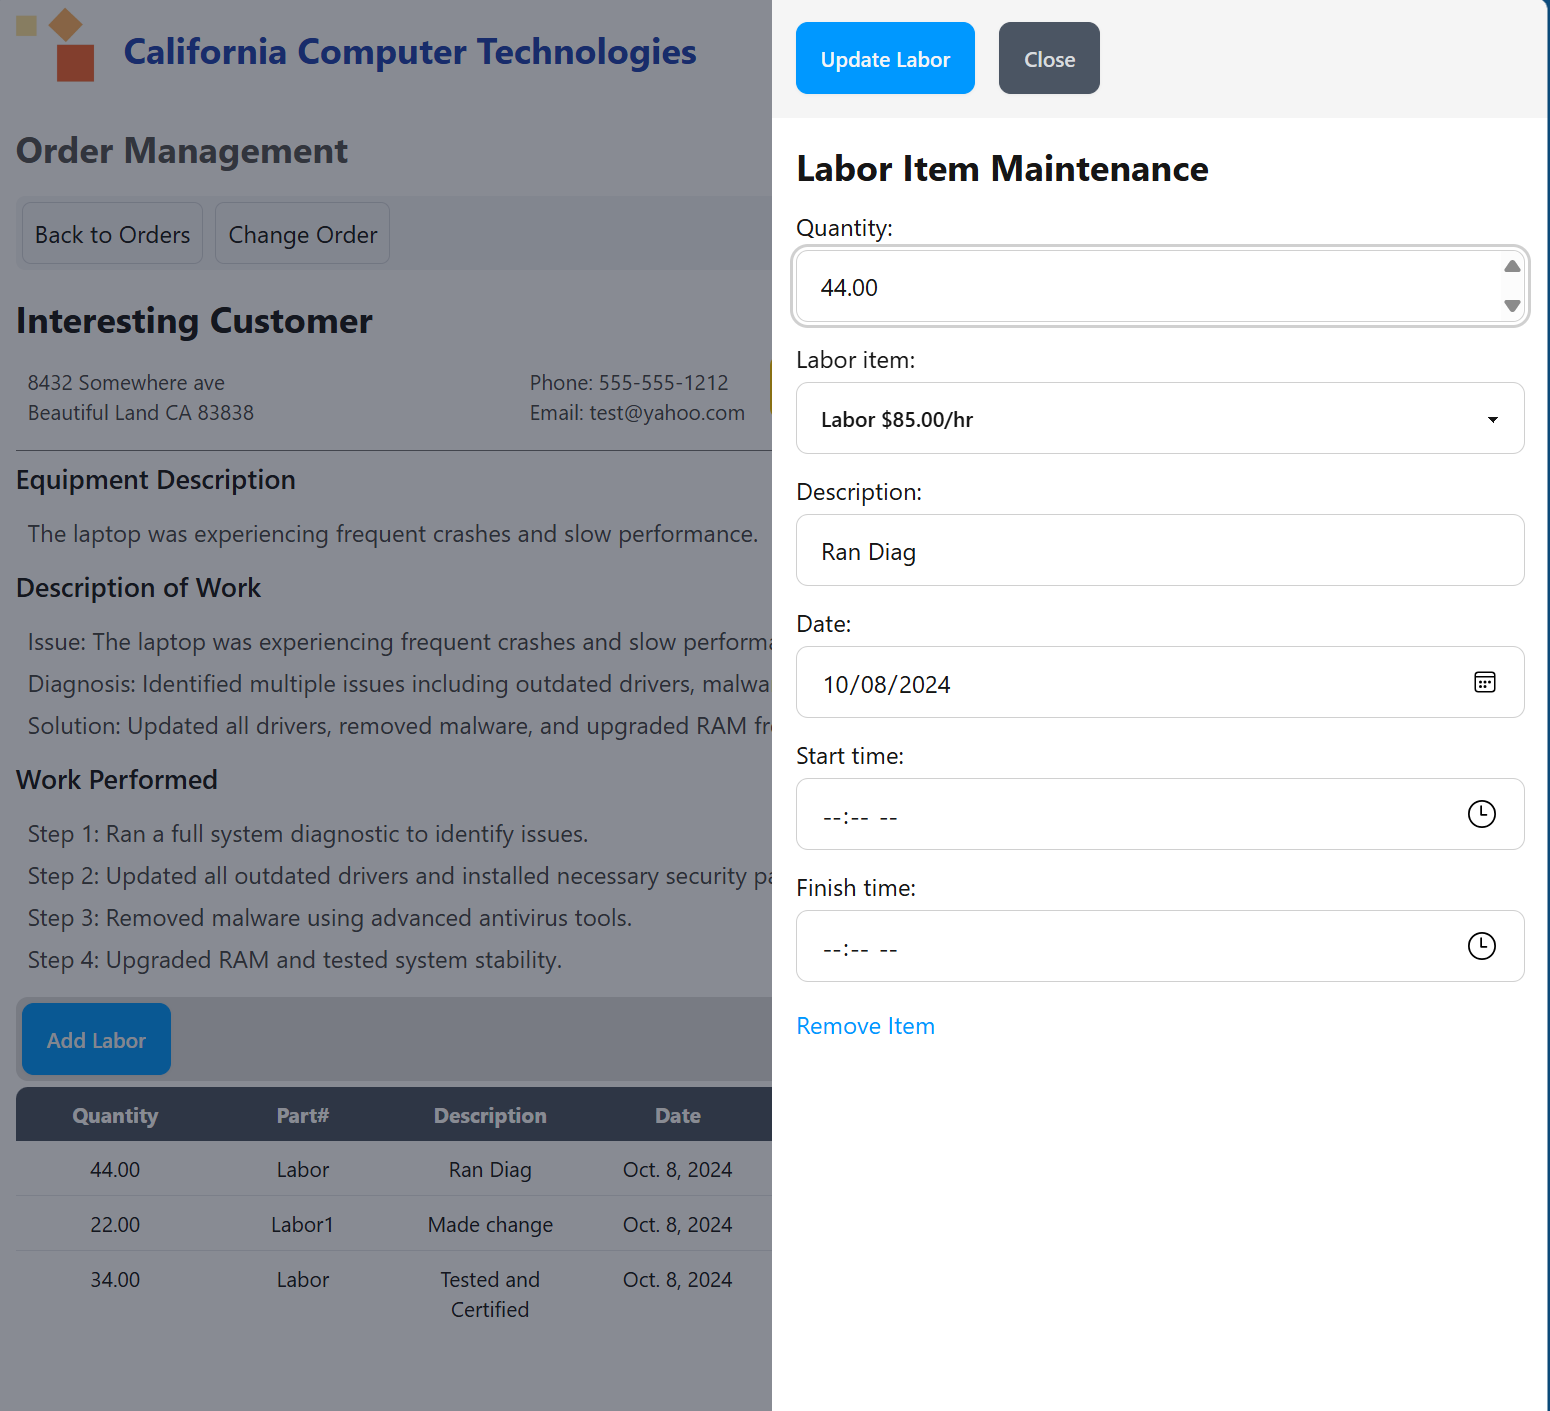 California Computer Technologies
Order Management
Back to Orders
Change Order
Interesting Customer
8432 Somewhere ave
Beautiful Land CA 83838
Phone: 555-555-1212
Email: test@yahoo.com
Equipment Description
The laptop was experiencing frequent crashes and slow performance.
Description of Work
Issue: The laptop was experiencing frequent crashes and slow
Diagnosis: Identified multiple issues including outdated drivers,
Solution: Updated all drivers, removed malware, and upgraded RAM
Work Performed
Step 1: Ran a full system diagnostic to identify issues.
Step 2: Updated all outdated drivers and installed necessary security
Step 3: Removed malware using advanced antivirus tools.
Step 4: Upgraded RAM and tested system stability.
Add Labor
Quantity Part# Description Date
44.00 Labor Ran Diag Oct. 8, 2024
22.00 Labor1 Made change Oct. 8, 2024
34.00 Labor Tested and Oct. 8, 2024
Certified
Update Labor
Close
Labor Item Maintenance
Quantity:
44.00
Labor item:
Labor $85.00/hr
Description:
Ran Diag
Date:
10/08/2024
Start time:
--:-- --
Finish time:
--:-- --
Remove Item